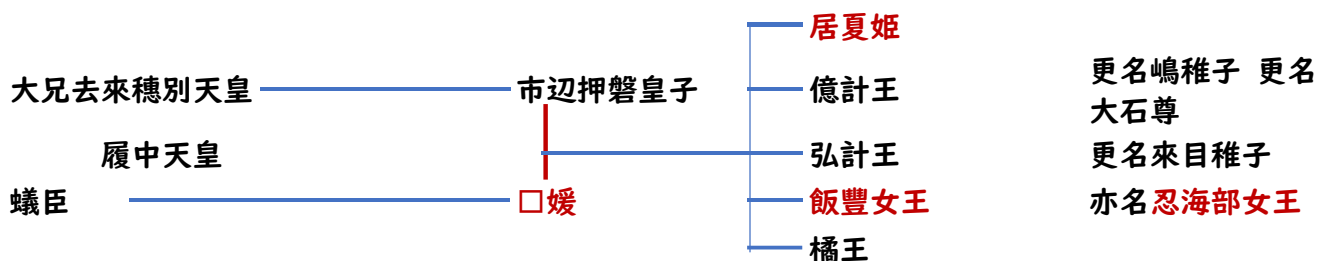 居夏姫
大兄去來穗別天皇
市辺押磐皇子
億計王
更名嶋稚子 更名
大石尊
履中天皇
弘計王
更名來目稚子
蟻臣
□媛
飯豐女王
亦名忍海部女王
橘王